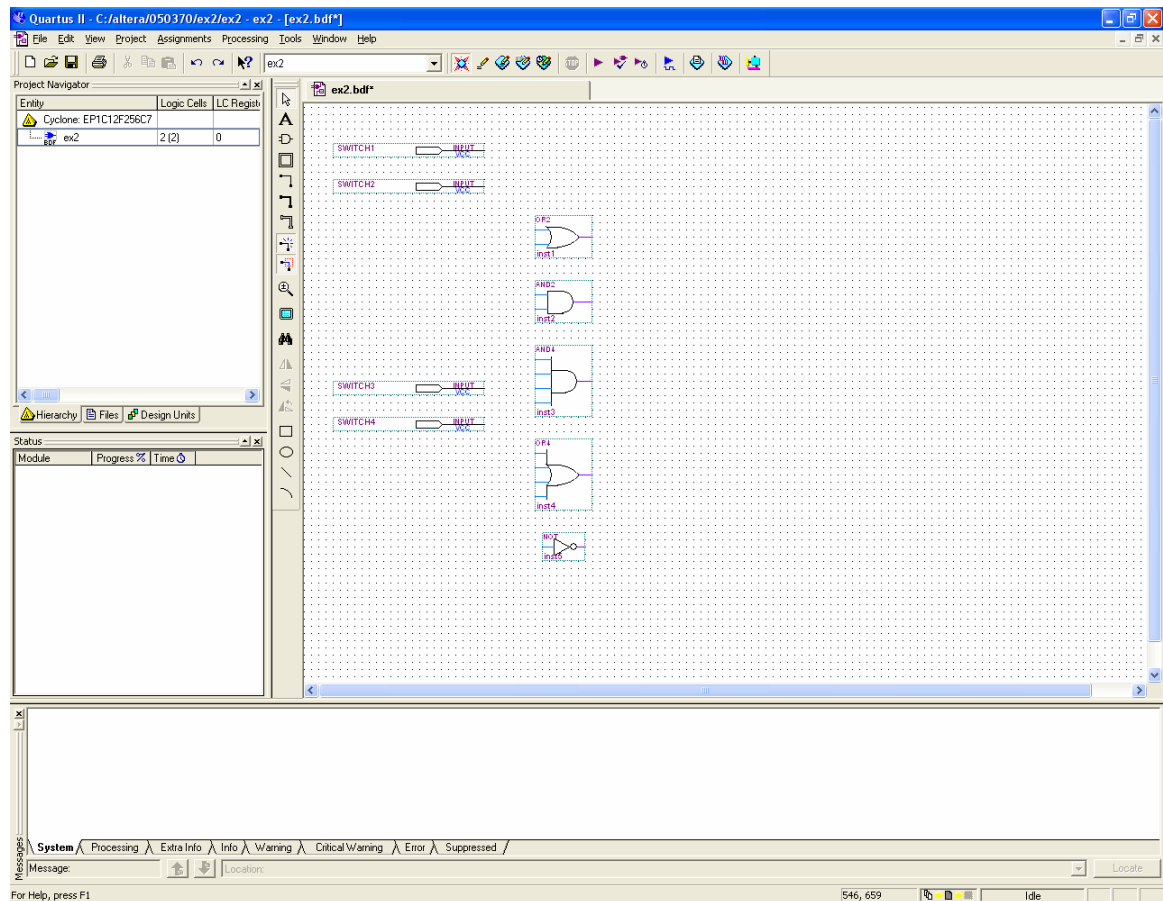 Quartus II - C:/altera/050370/ex2/ex2 - ex2 - [ex2.bdf*]
File Edit View Project Assignments Processing Tools Window Help
ex2
Project Navigator
ex2.bdf*
Entity Logic Cells LC Regist
Cyclone: EP1C12F256C7
BDF ex2 2 (2) 0
SWITCH1 INPUT
VCC
SWITCH2 INPUT
VCC
OR2
inst1
AND2
inst2
AND4
inst3
SWITCH3 INPUT
VCC
SWITCH4 INPUT
VCC
OR4
inst4
NOT
inst5
Hierarchy Files Design Units
Status
Module Progress % Time
System Processing Extra Info Info Warning Critical Warning Error Suppressed
Messages
Message: Location: Locate
For Help, press F1 546, 659 Idle